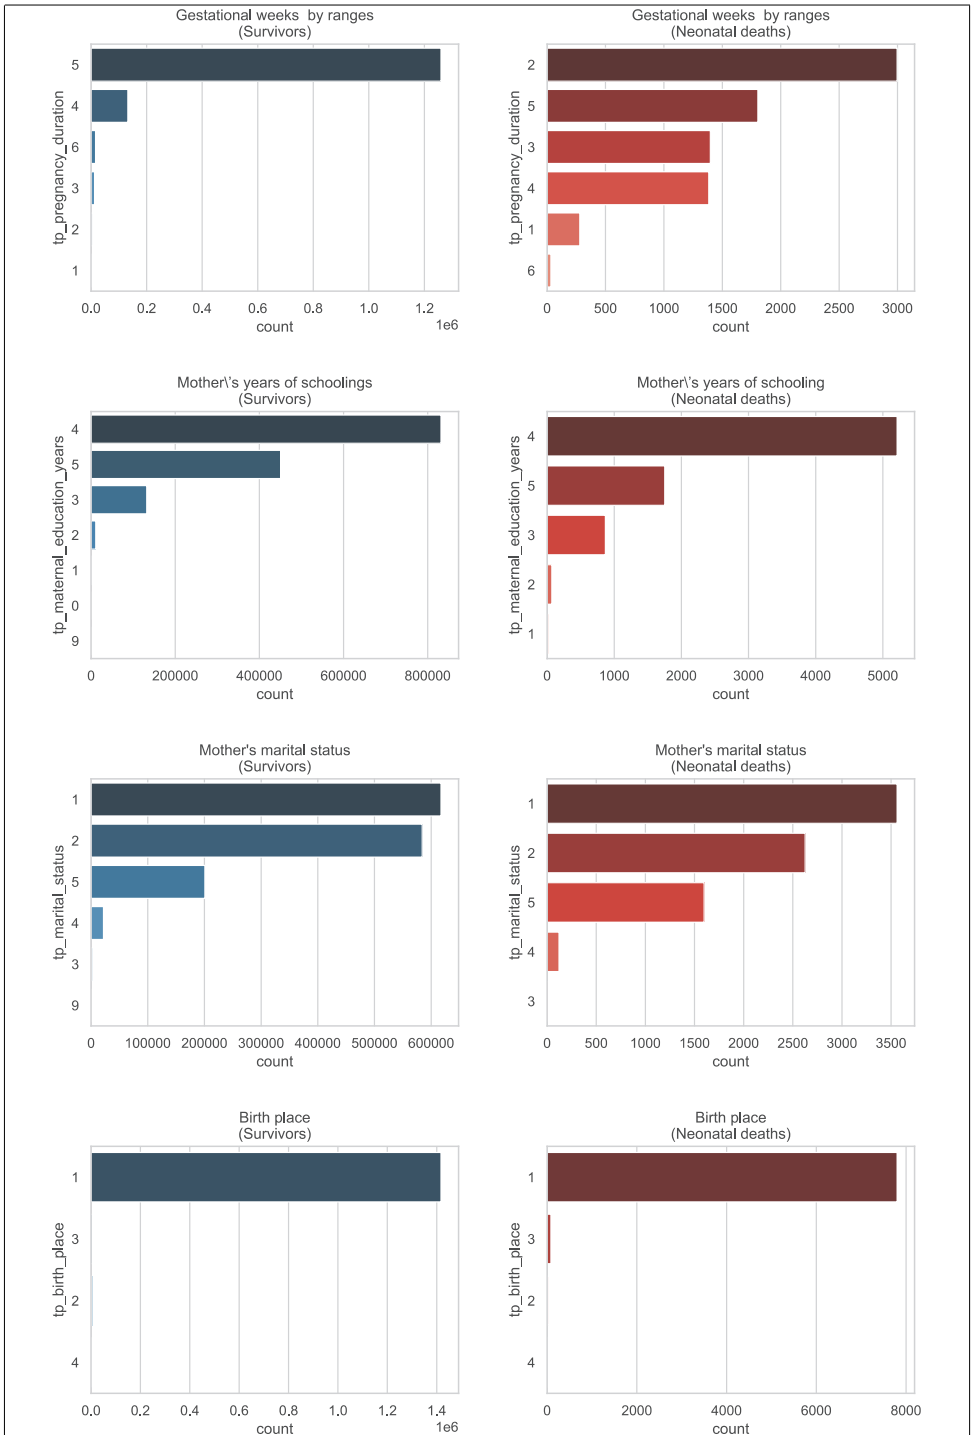 Gestational weeks  by ranges
(Survivors)
5
4
6
3
2
1
tp_pregnancy_duration
0.0 0.2 0.4 0.6 0.8 1.0 1.2
count
1e6
Gestational weeks  by ranges
(Neonatal deaths)
2
5
3
4
1
6
tp_pregnancy_duration
0 500 1000 1500 2000 2500 3000
count
Mother\'s years of schoolings
(Survivors)
4
5
3
2
1
0
9
tp_maternal_education_years
0 200000 400000 600000 800000
count
Mother\'s years of schooling
(Neonatal deaths)
4
5
3
2
1
tp_maternal_education_years
0 1000 2000 3000 4000 5000
count
Mother's marital status
(Survivors)
1
2
5
4
3
9
tp_marital_status
0 100000 200000 300000 400000 500000 600000
count
Mother's marital status
(Neonatal deaths)
1
2
5
4
3
tp_marital_status
0 500 1000 1500 2000 2500 3000 3500
count
Birth place
(Survivors)
1
3
2
4
tp_birth_place
0.0 0.2 0.4 0.6 0.8 1.0 1.2 1.4
count
1e6
Birth place
(Neonatal deaths)
1
3
2
4
tp_birth_place
0 2000 4000 6000 8000
count